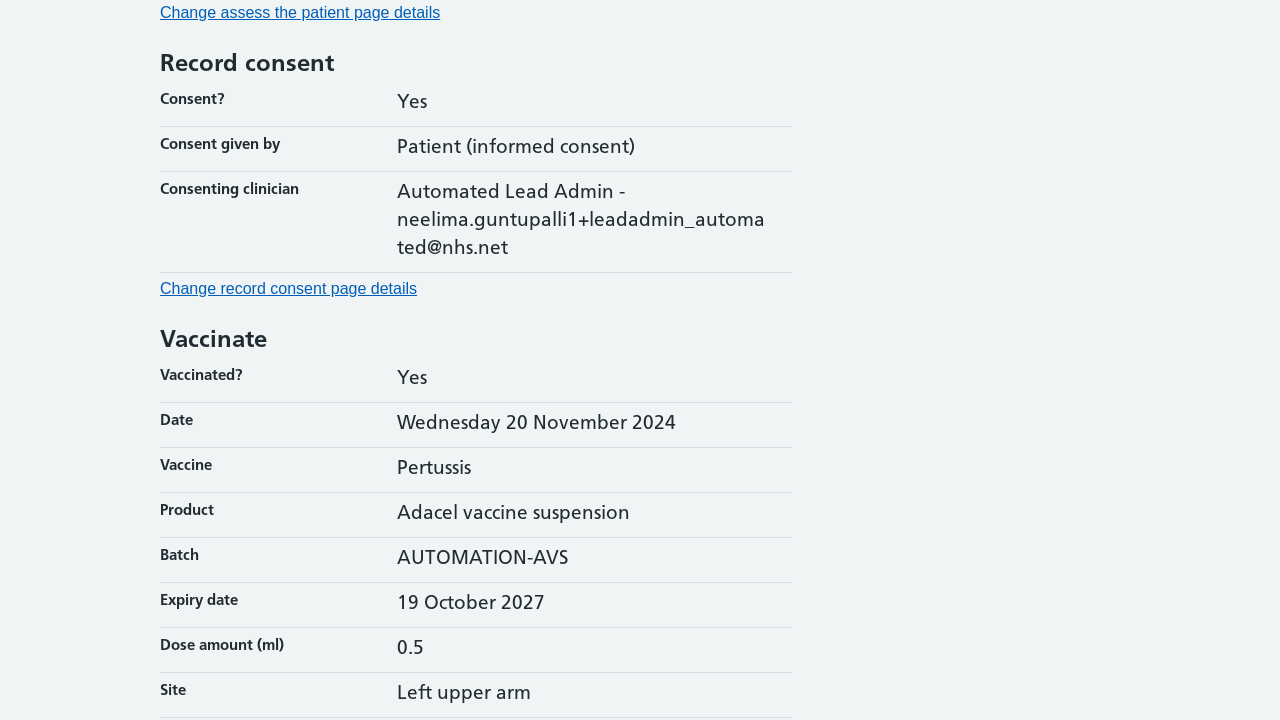 Change assess the patient page details
Record consent
Consent? Yes
Consent given by Patient (informed consent)
Consenting clinician Automated Lead Admin -
neelima.guntupalli1+leadadmin_automa
ted@nhs.net
Change record consent page details
Vaccinate
Vaccinated? Yes
Date Wednesday 20 November 2024
Vaccine Pertussis
Product Adacel vaccine suspension
Batch AUTOMATION-AVS
Expiry date 19 October 2027
Dose amount (ml) 0.5
Site Left upper arm